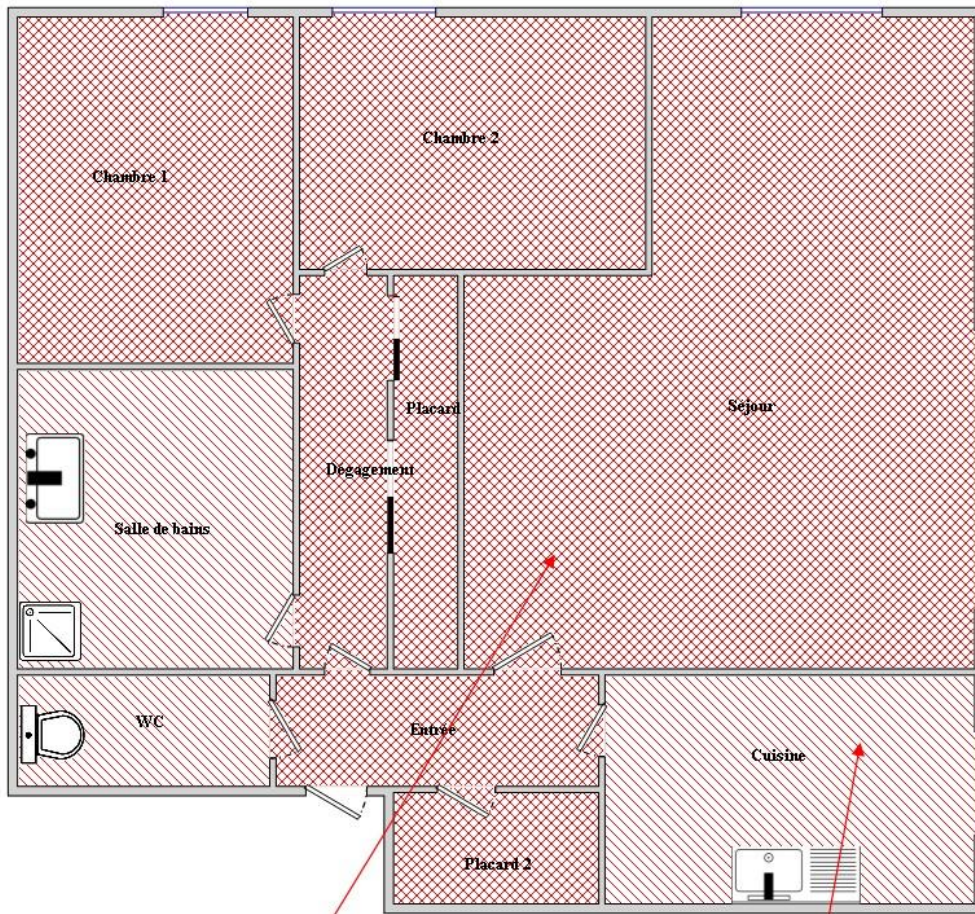 Chambre 2
Chambre 1
Placard
Séjour
Dégagement
Salle de bains
WC
Entrée
Cuisine
Placard 2